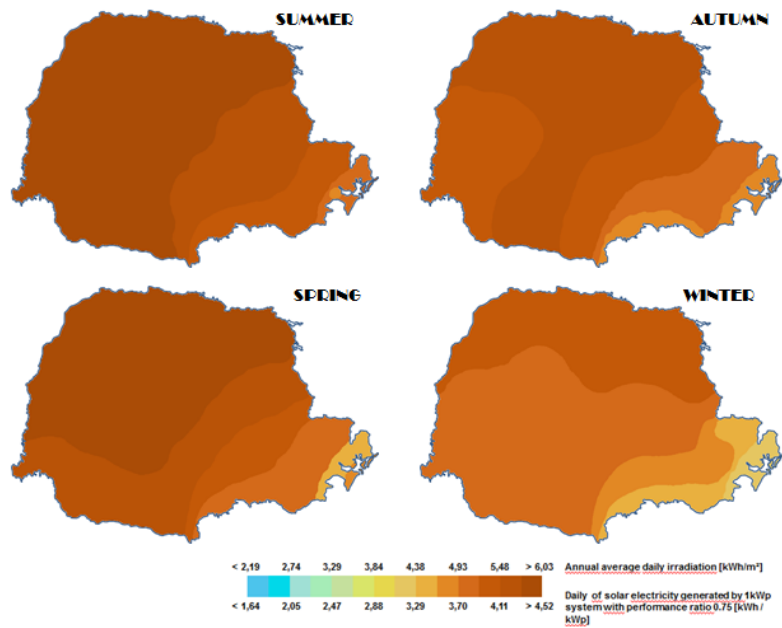 SUMMER
AUTUMN
SPRING
WINTER
< 2,19 2,74 3,29 3,84 4,38 4,93 5,48 > 6,03
Annual average daily irradiation [kWh/m²]
< 1,64 2,05 2,47 2,88 3,29 3,70 4,11 > 4,52
Daily of solar electricity generated by 1kWp
system with performance ratio 0.75 [kWh /
kWp]